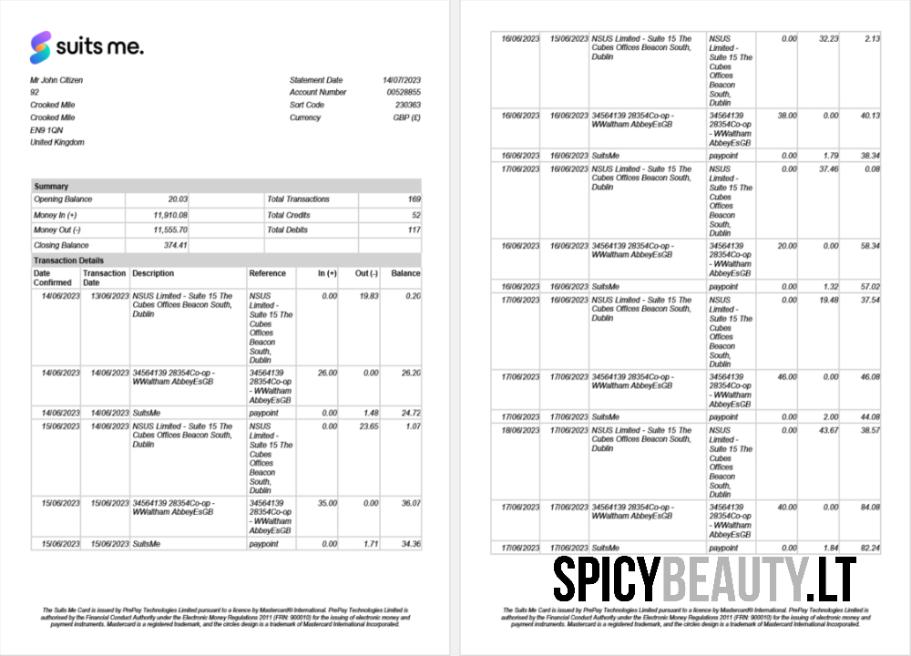 suits me.
Mr John Citizen
92
Crooked Mile
Crooked Mile
EN9 1QN
United Kingdom
Statement Date 14/07/2023
Account Number 00528855
Sort Code 230363
Currency GBP (£)
Summary
Opening Balance 20.03 Total Transactions 169
Money In (+) 11,910.08 Total Credits 52
Money Out (-) 11,555.70 Total Debits 117
Closing Balance 374.41
Transaction Details
Date Transaction Description Reference In (+) Out (-) Balance
Confirmed Date
14/06/2023 13/06/2023 NSUS Limited - Suite 15 The NSUS 0.00 19.83 0.20
Cubes Offices Beacon South, Limited -
Dublin Suite 15 The
Cubes
Offices
Beacon
South,
Dublin
14/06/2023 14/06/2023 34564139 28354Co-op - 34564139 26.00 0.00 26.20
WWaltham AbbeyEsGB 28354Co-op
- WWaltham
AbbeyEsGB
14/06/2023 14/06/2023 SuitsMe paypoint 0.00 1.48 24.72
15/06/2023 14/06/2023 NSUS Limited - Suite 15 The NSUS 0.00 23.65 1.07
Cubes Offices Beacon South, Limited -
Dublin Suite 15 The
Cubes
Offices
Beacon
South,
Dublin
15/06/2023 15/06/2023 34564139 28354Co-op - 34564139 35.00 0.00 36.07
WWaltham AbbeyEsGB 28354Co-op
- WWaltham
AbbeyEsGB
15/06/2023 15/06/2023 SuitsMe paypoint 0.00 1.71 34.36
The Suits Me Card is issued by PrePay Technologies Limited pursuant to a licence by Mastercard® International. PrePay Technologies Limited is
authorised by the Financial Conduct Authority under the Electronic Money Regulations 2011 (FRN: 900010) for the issuing of electronic money and
payment instruments. Mastercard is a registered trademark, and the circles design is a trademark of Mastercard International Incorporated.
16/06/2023 15/06/2023 NSUS Limited - Suite 15 The NSUS 0.00 32.23 2.13
Cubes Offices Beacon South, Limited -
Dublin Suite 15 The
Cubes
Offices
Beacon
South,
Dublin
16/06/2023 16/06/2023 34564139 28354Co-op - 34564139 38.00 0.00 40.13
WWaltham AbbeyEsGB 28354Co-op
- WWaltham
AbbeyEsGB
16/06/2023 16/06/2023 SuitsMe paypoint 0.00 1.79 38.34
17/06/2023 16/06/2023 NSUS Limited - Suite 15 The NSUS 0.00 37.46 0.08
Cubes Offices Beacon South, Limited -
Dublin Suite 15 The
Cubes
Offices
Beacon
South,
Dublin
16/06/2023 16/06/2023 34564139 28354Co-op - 34564139 20.00 0.00 58.34
WWaltham AbbeyEsGB 28354Co-op
- WWaltham
AbbeyEsGB
16/06/2023 16/06/2023 SuitsMe paypoint 0.00 1.32 57.02
17/06/2023 16/06/2023 NSUS Limited - Suite 15 The NSUS 0.00 19.48 37.54
Cubes Offices Beacon South, Limited -
Dublin Suite 15 The
Cubes
Offices
Beacon
South,
Dublin
17/06/2023 17/06/2023 34564139 28354Co-op - 34564139 46.00 0.00 46.08
WWaltham AbbeyEsGB 28354Co-op
- WWaltham
AbbeyEsGB
17/06/2023 17/06/2023 SuitsMe paypoint 0.00 2.00 44.08
18/06/2023 17/06/2023 NSUS Limited - Suite 15 The NSUS 0.00 43.67 38.57
Cubes Offices Beacon South, Limited -
Dublin Suite 15 The
Cubes
Offices
Beacon
South,
Dublin
17/06/2023 17/06/2023 34564139 28354Co-op - 34564139 40.00 0.00 84.08
WWaltham AbbeyEsGB 28354Co-op
- WWaltham
AbbeyEsGB
17/06/2023 17/06/2023 SuitsMe paypoint 0.00 1.84 82.24
SPICYBEAUTY.LT
The Suits Me Card is issued by PrePay Technologies Limited pursuant to a licence by Mastercard® International. PrePay Technologies Limited is
authorised by the Financial Conduct Authority under the Electronic Money Regulations 2011 (FRN: 900010) for the issuing of electronic money and
payment instruments. Mastercard is a registered trademark, and the circles design is a trademark of Mastercard International Incorporated.